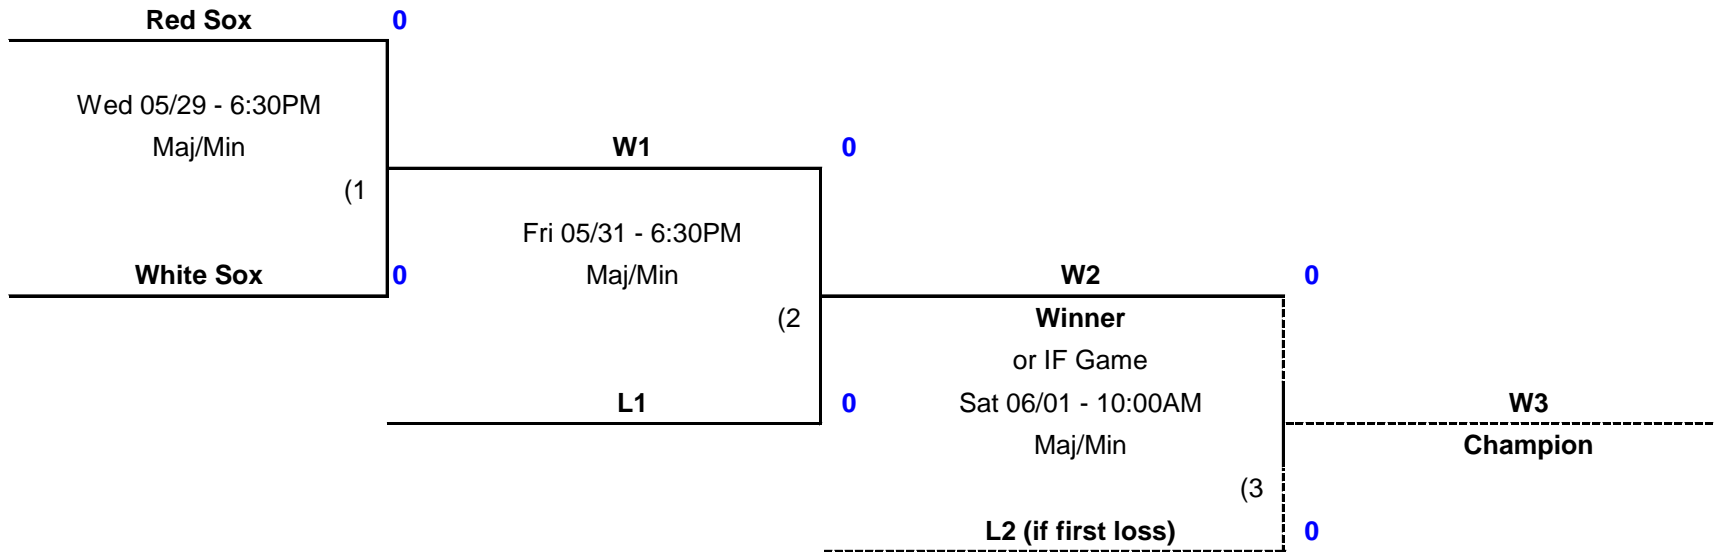 Red Sox 0
Wed 05/29 - 6:30PM
Maj/Min
W1 0
(1
Fri 05/31 - 6:30PM
White Sox 0
Maj/Min
W2 0
(2
Winner
or IF Game
L1 0
Sat 06/01 - 10:00AM
W3
Maj/Min
Champion
(3
L2 (if first loss) 0